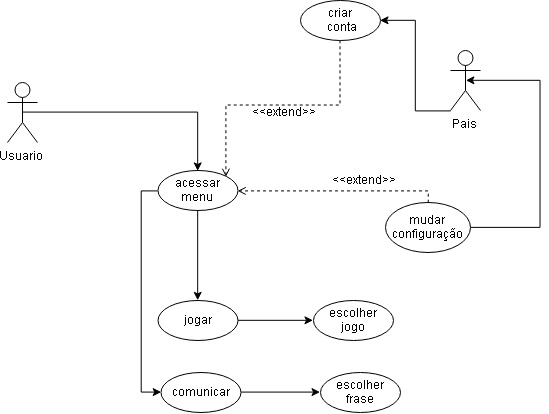 criar
conta
<<extend>>
Pais
Usuario
acessar
menu
<<extend>>
mudar
configuração
jogar
escolher
jogo
comunicar
escolher
frase